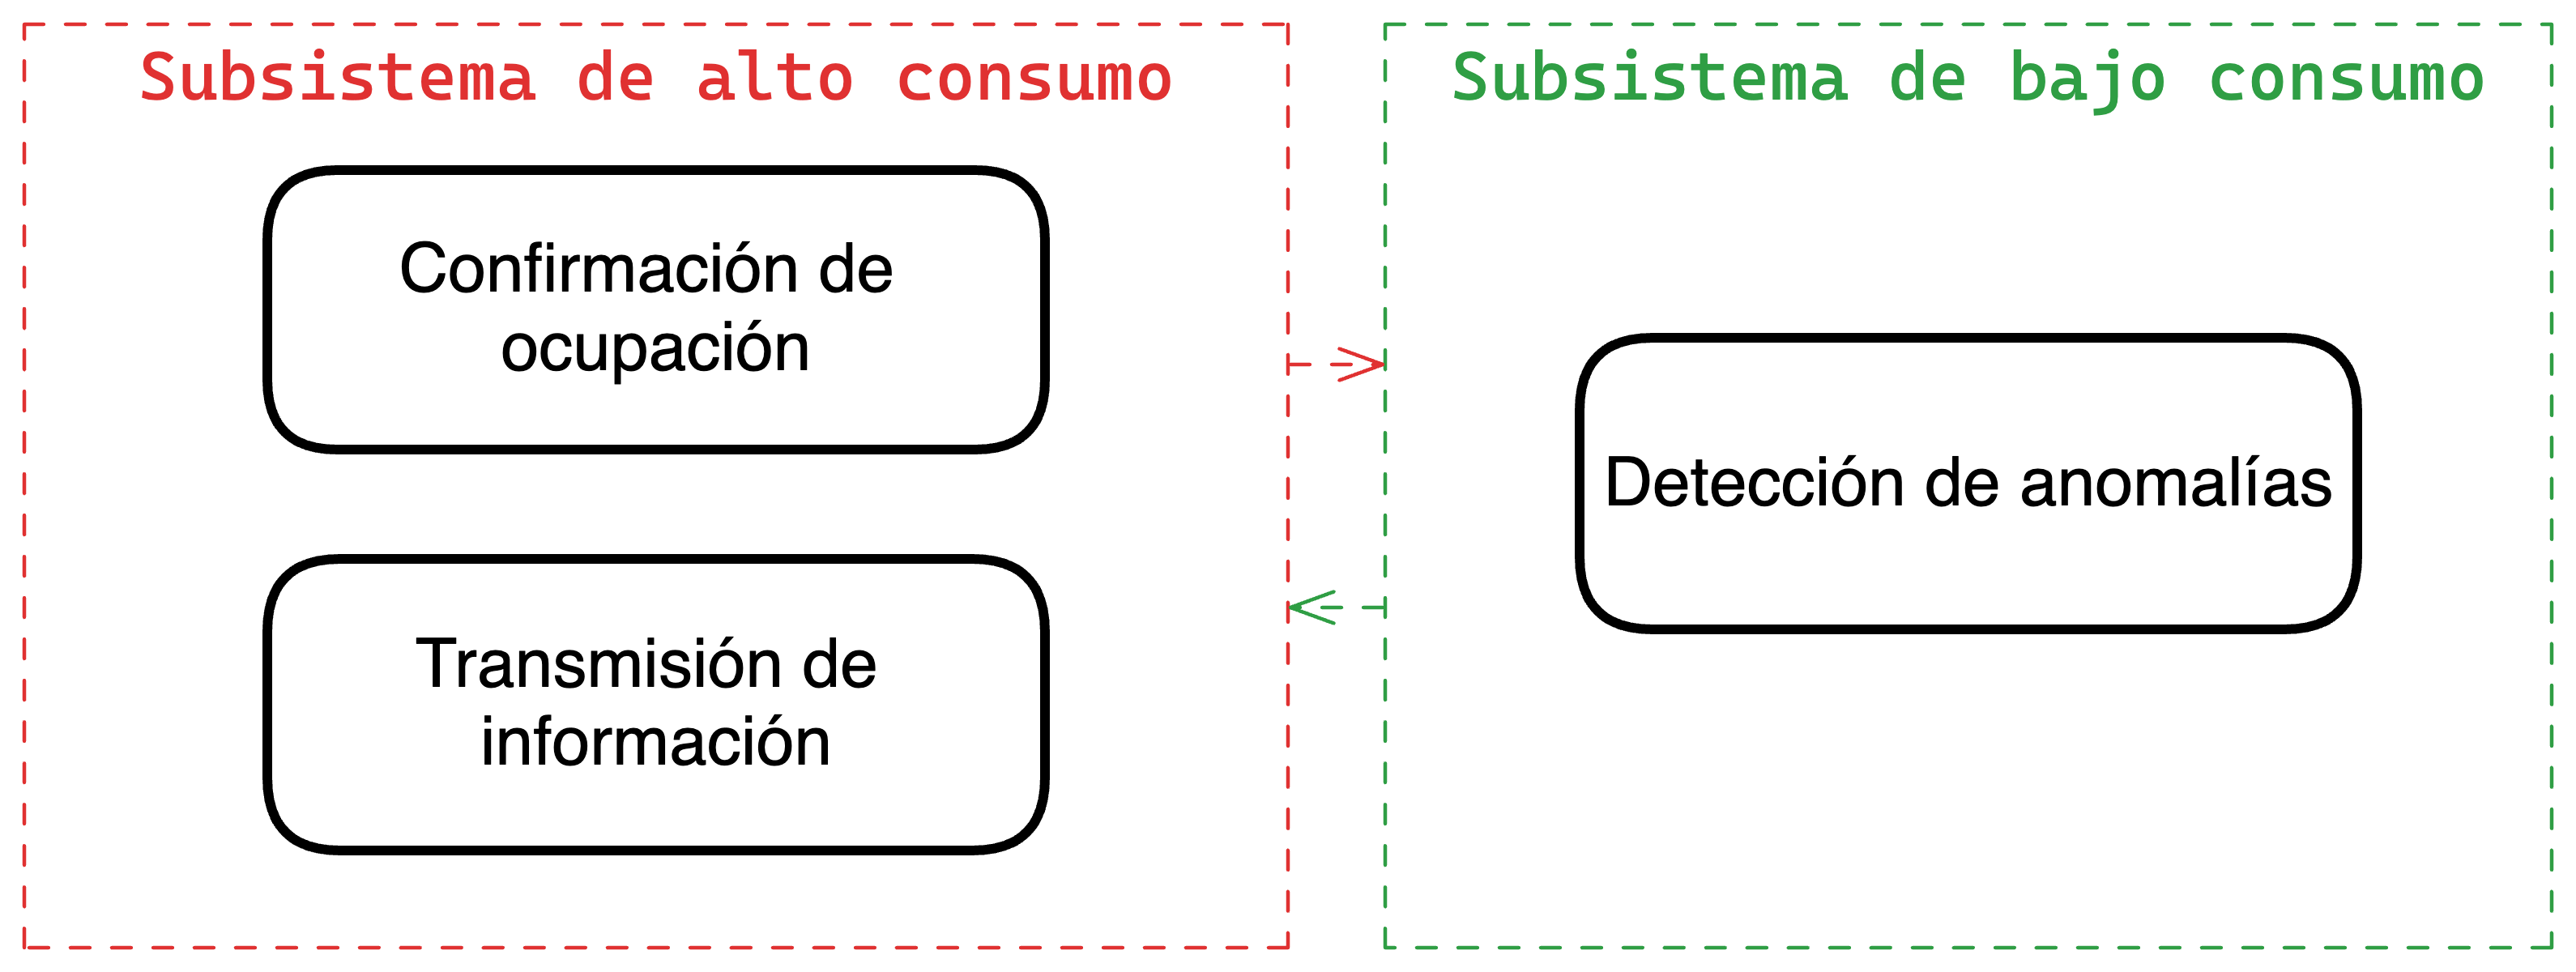 Subsistema de alto consumo
Confirmación de
ocupación
Transmisión de
información
Subsistema de bajo consumo
Detección de anomalías